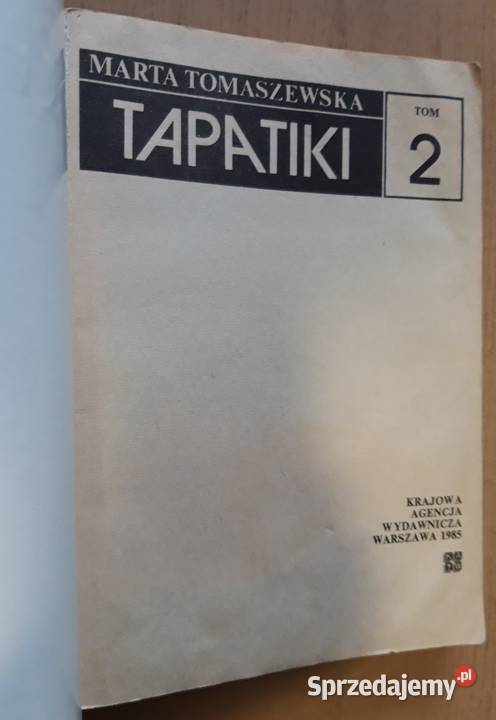 MARTA TOMASZEWSKA
TAPATIKI
TOM
2
KRAJOWA
AGENCJA
WYDAWNICZA
WARSZAWA 1985
Sprzedajemy.pl